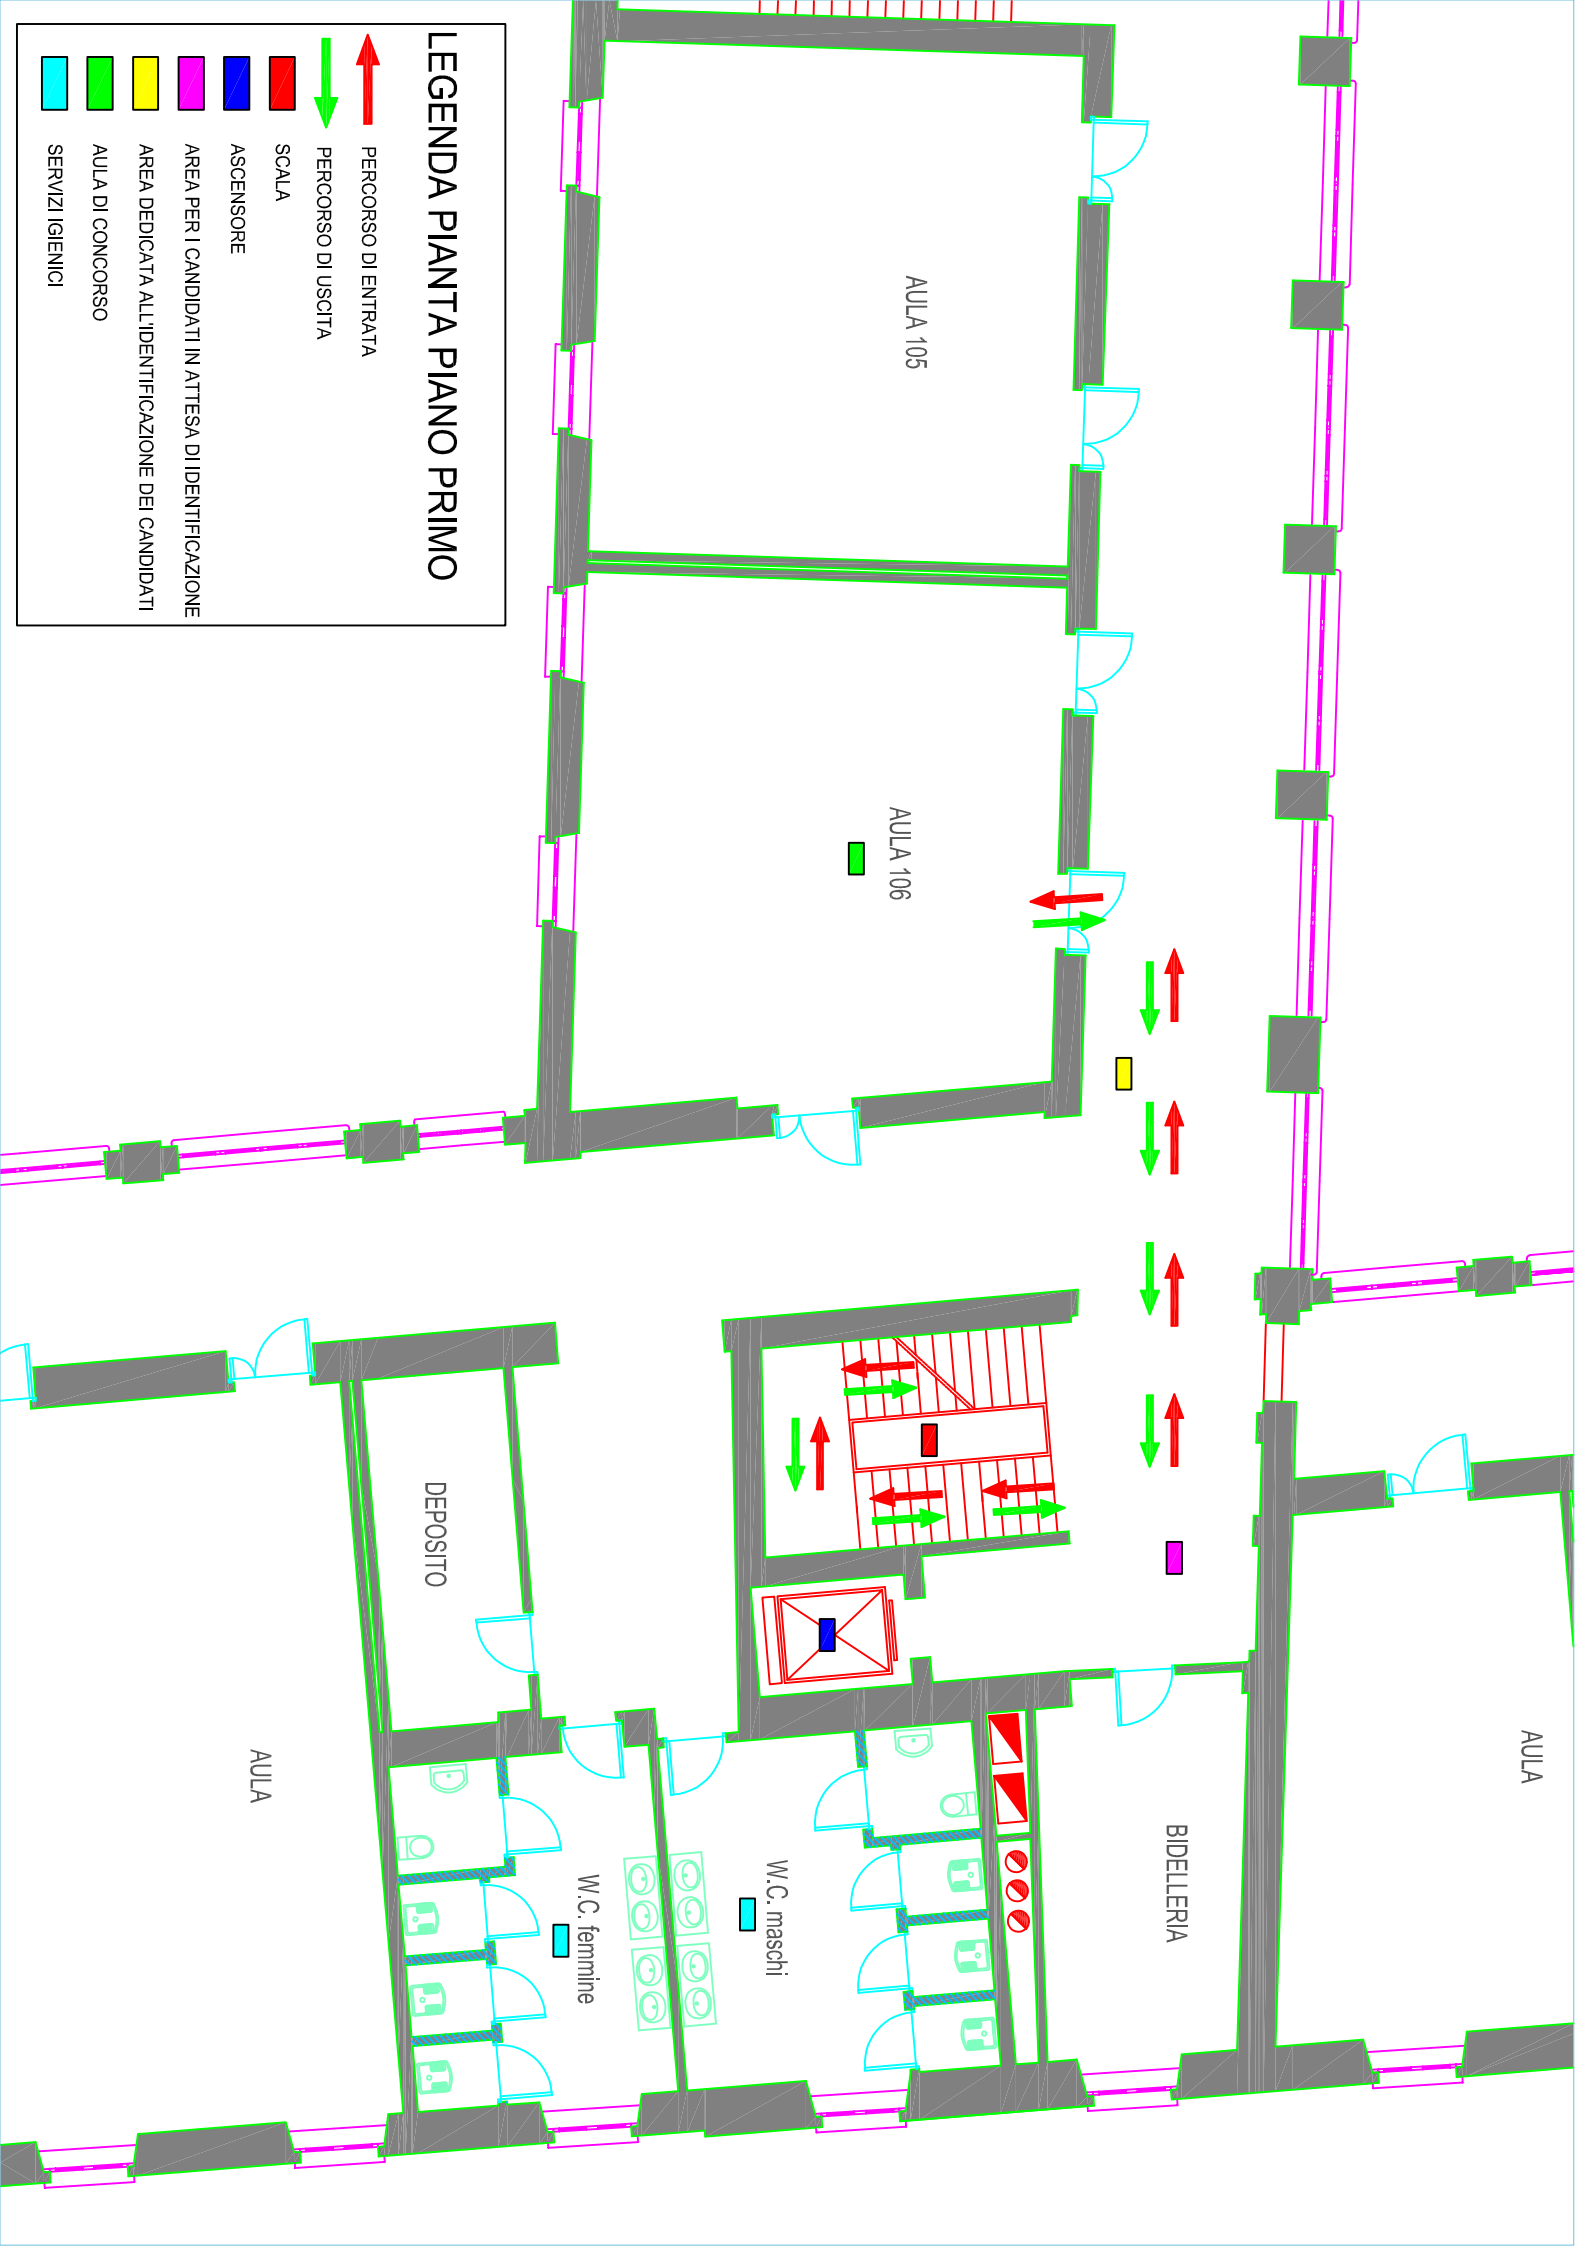 LEGENDA PIANTA PIANO PRIMO
PERCORSO DI ENTRATA
PERCORSO DI USCITA
SCALA
ASCENSORE
AREA PER I CANDIDATI IN ATTESA DI IDENTIFICAZIONE
AREA DEDICATA ALL'IDENTIFICAZIONE DEI CANDIDATI
AULA DI CONCORSO
SERVIZI IGIENICI
AULA 105
AULA 106
DEPOSITO
AULA
AULA
BIDELLERIA
W.C. maschi
W.C. femmine